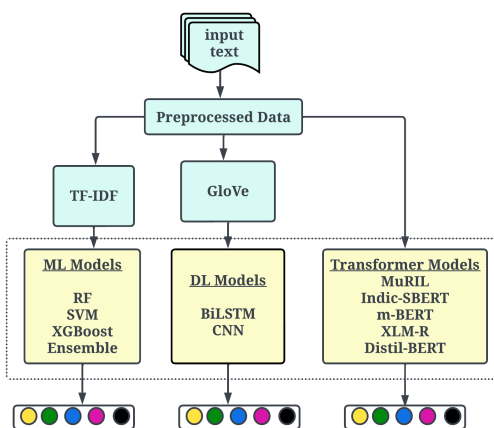 input
text
Preprocessed Data
TF-IDF
GloVe
ML Models
RF
SVM
XGBoost
Ensemble
DL Models
BiLSTM
CNN
Transformer Models
MuRIL
Indic-SBERT
m-BERT
XLM-R
Distil-BERT